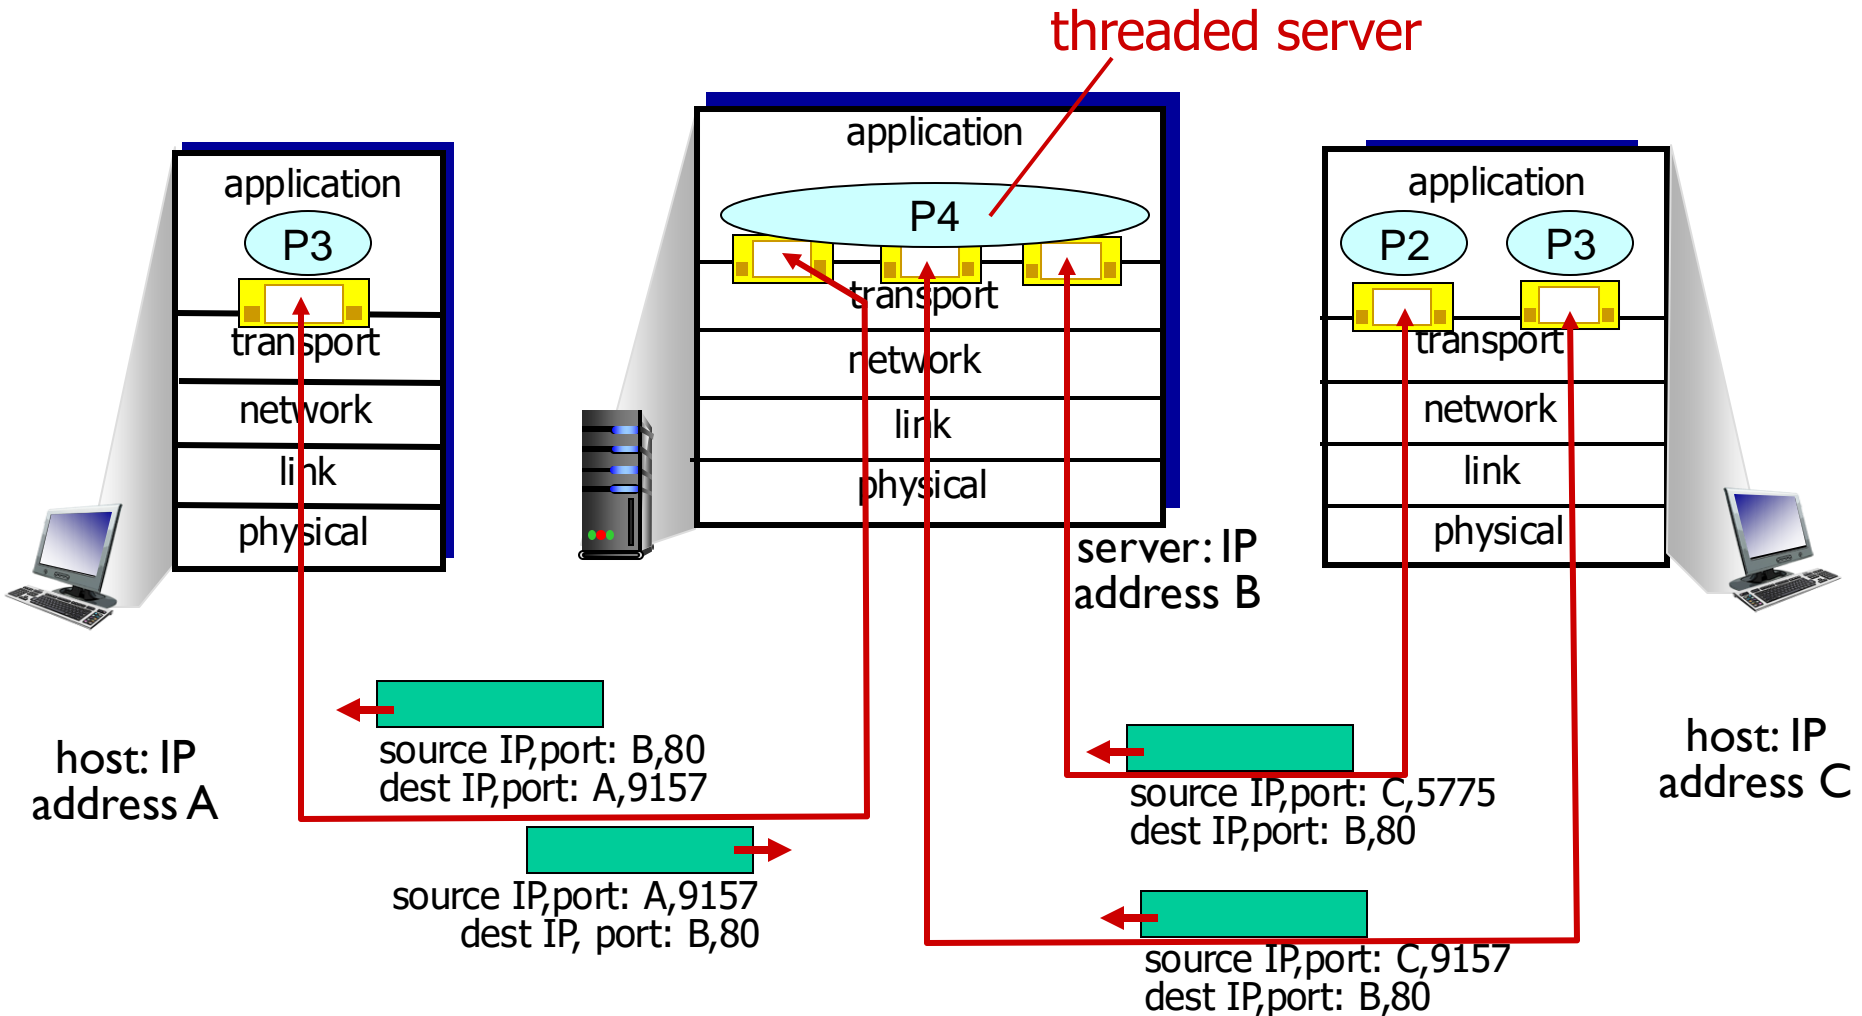 threaded server
application
P3
transport
network
link
physical
host: IP
address A
application
P4
transport
network
link
physical
server: IP
address B
application
P2
P3
transport
network
link
physical
host: IP
address C
source IP,port: B,80
dest IP,port: A,9157
source IP,port: A,9157
dest IP, port: B,80
source IP,port: C,5775
dest IP,port: B,80
source IP,port: C,9157
dest IP,port: B,80